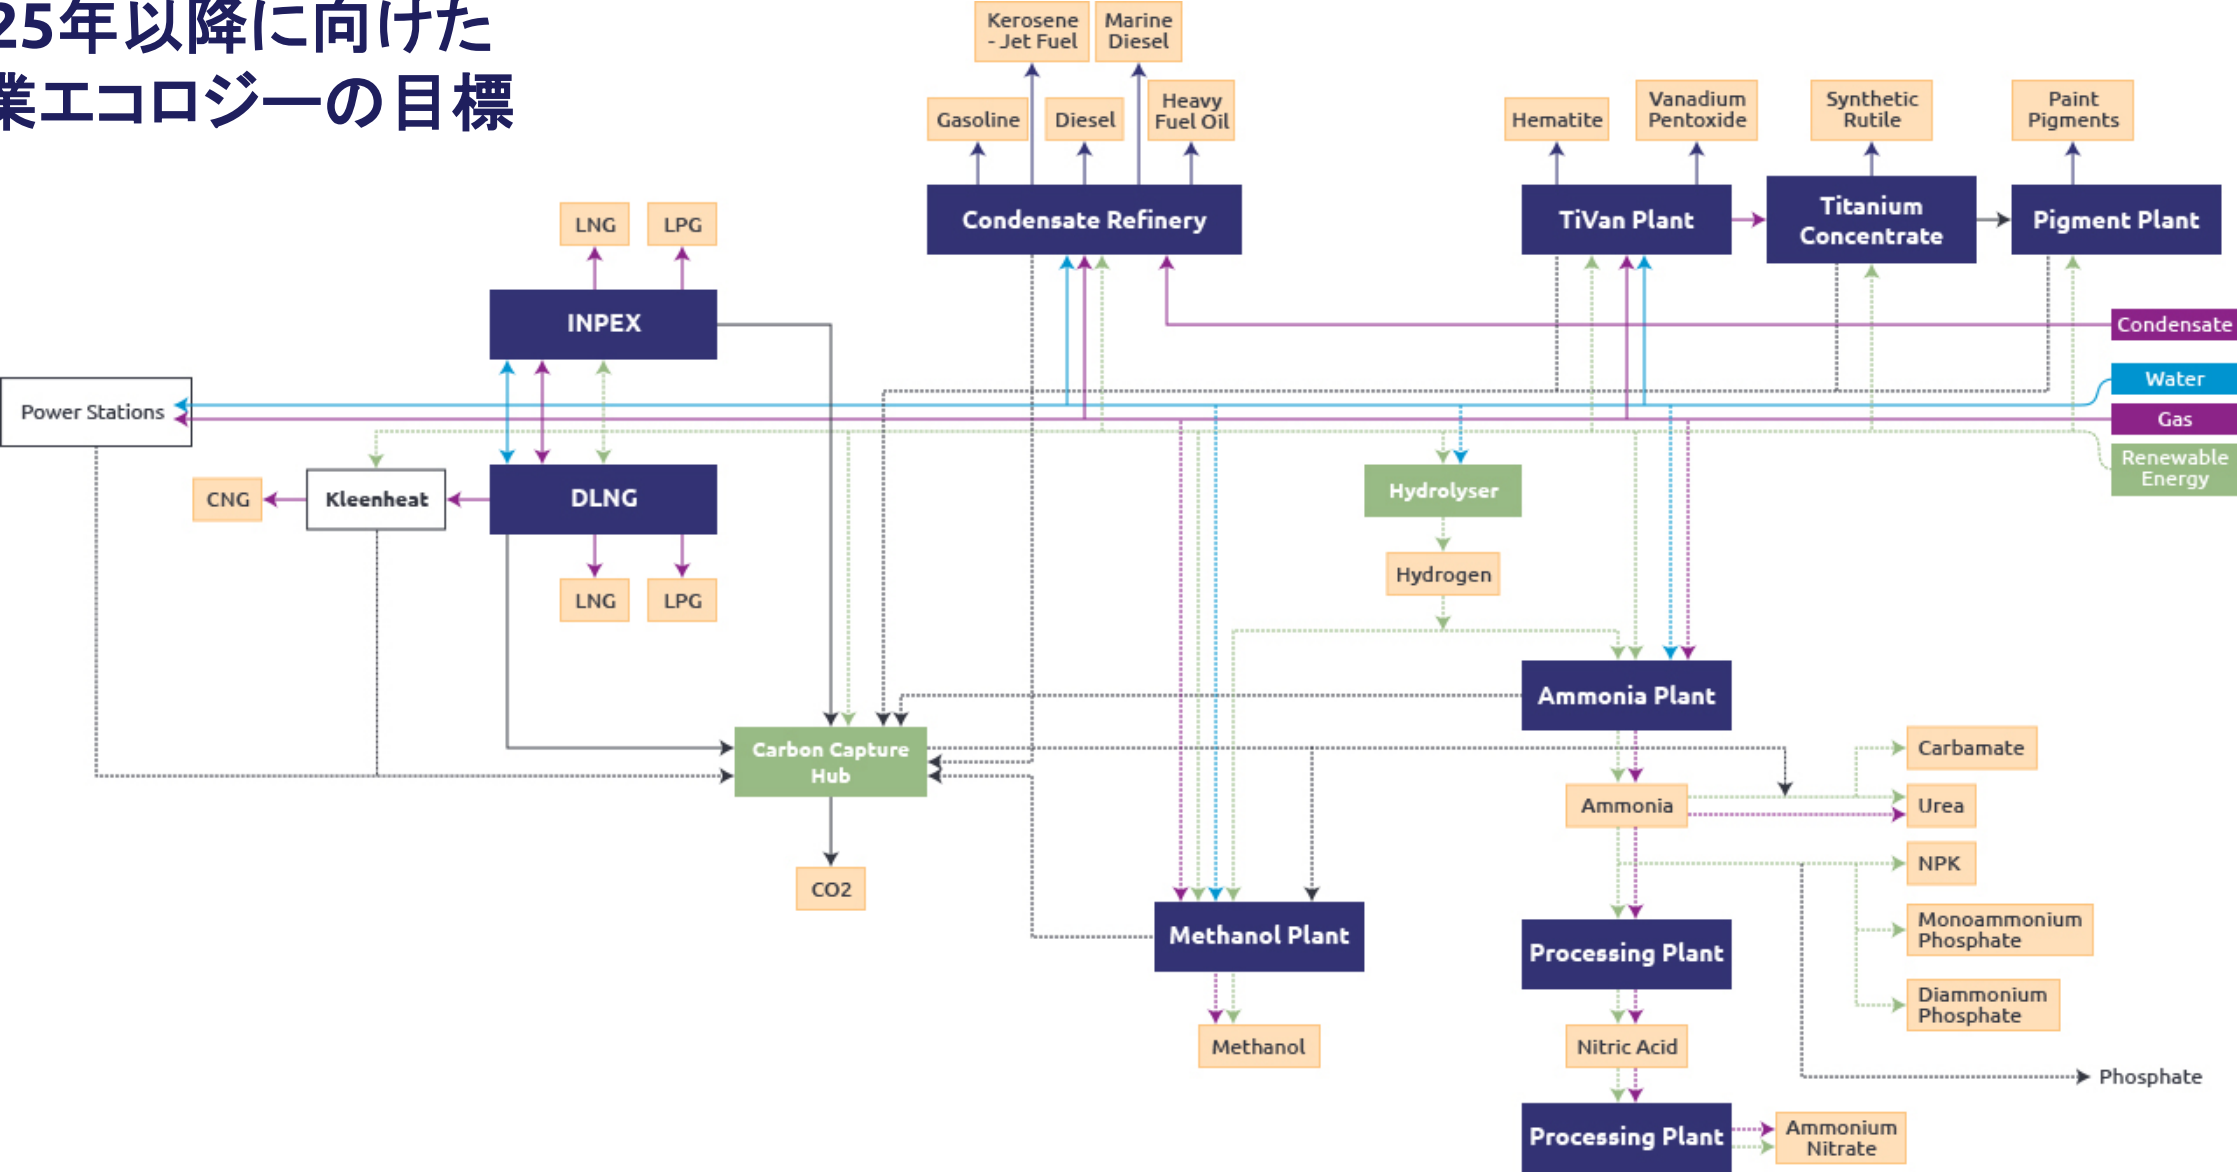 25年以降に向けた
業エコロジーの目標
Kerosene
- Jet Fuel
Marine
Diesel
Gasoline
Diesel
Heavy
Fuel Oil
Hematite
Vanadium
Pentoxide
Synthetic
Rutile
Paint
Pigments
LNG
LPG
Condensate Refinery
TiVan Plant
Titanium
Concentrate
Pigment Plant
INPEX
Condensate
Water
Power Stations
Gas
Renewable
Energy
CNG
Kleenheat
DLNG
Hydrolyser
Hydrogen
LNG
LPG
Ammonia Plant
Carbon Capture
Hub
Carbamate
Ammonia
Urea
CO2
NPK
Methanol Plant
Processing Plant
Monoammonium
Phosphate
Diammonium
Phosphate
Methanol
Nitric Acid
Phosphate
Processing Plant
Ammonium
Nitrate